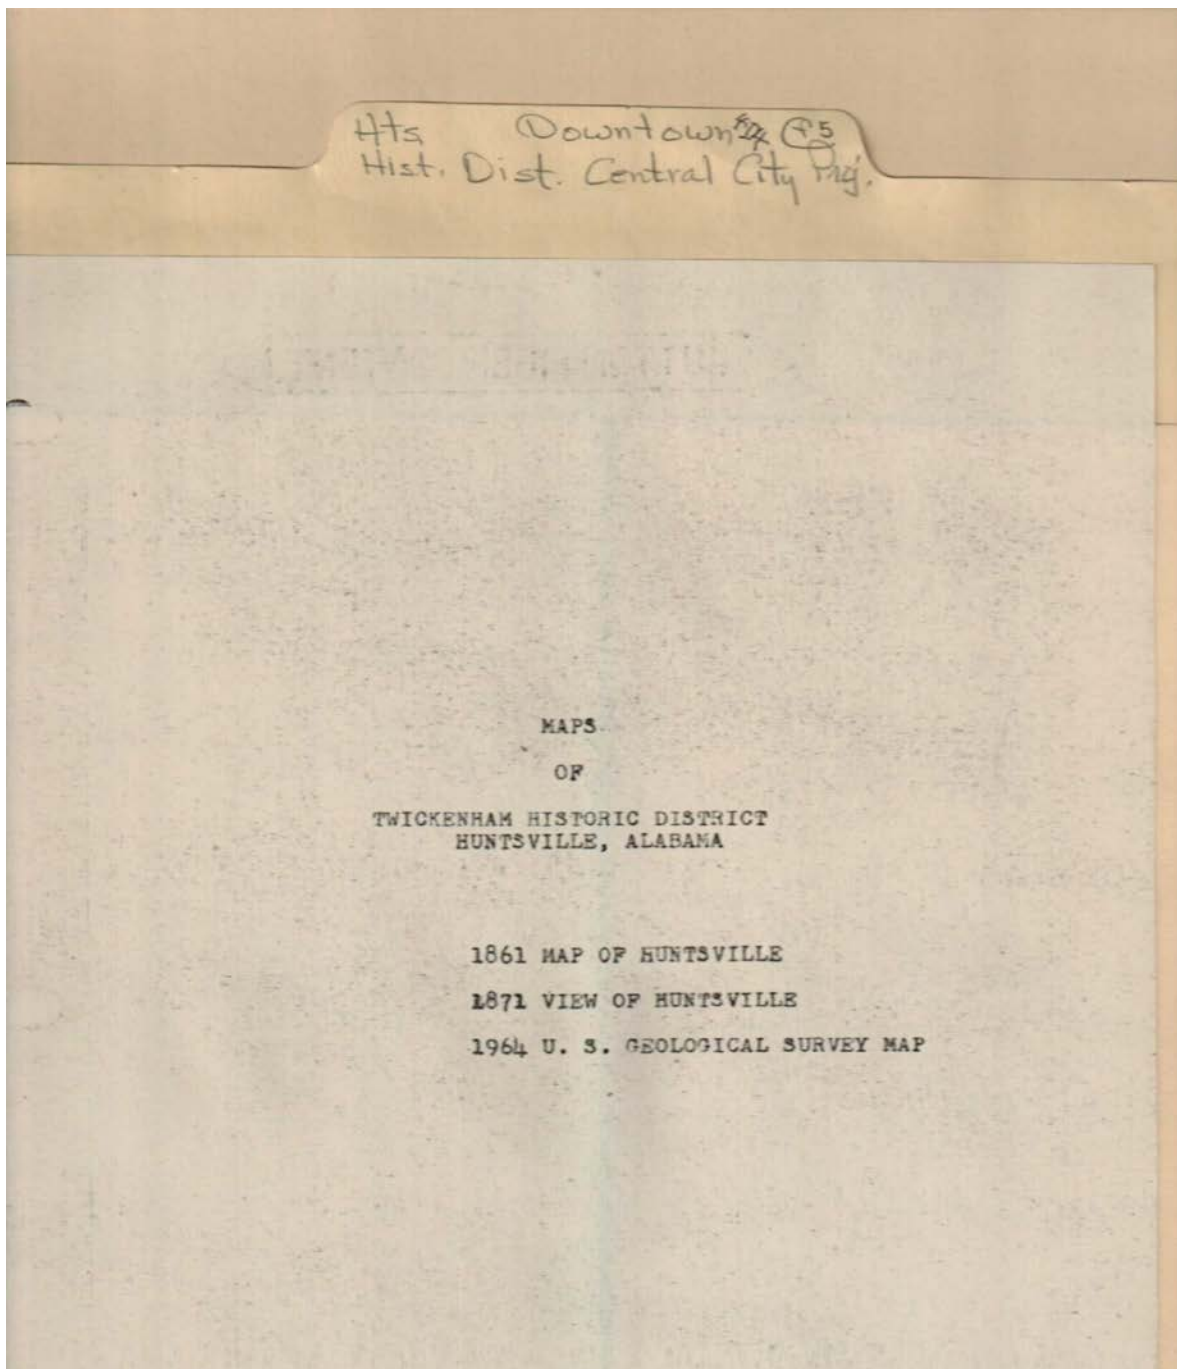 Hts Downtown
Hist. Dist. Central City Proj.
MAPS
OF
TWICKENHAM HISTORIC DISTRICT
HUNTSVILLE, ALABAMA
1861 MAP OF HUNTSVILLE
1871 VIEW OF HUNTSVILLE
1964 U. S. GEOLOGICAL SURVEY MAP